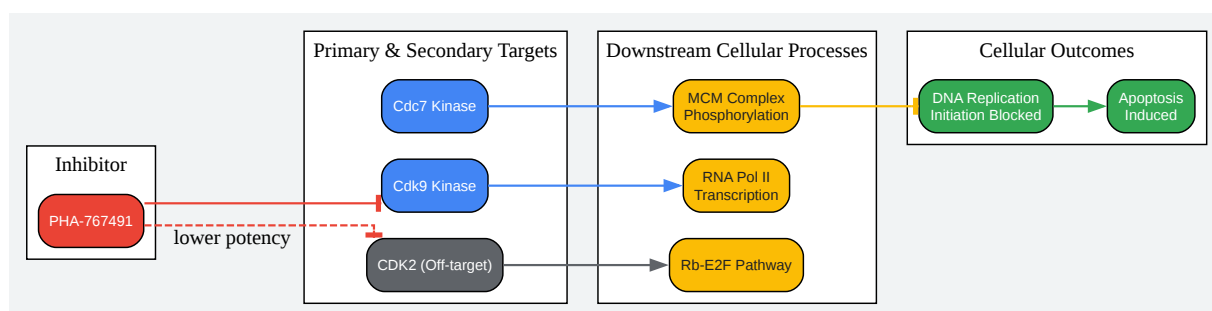 Inhibitor
PHA-767491
lower potency
Primary & Secondary Targets
Cdc7 Kinase
Cdk9 Kinase
CDK2 (Off-target)
Downstream Cellular Processes
MCM Complex
Phosphorylation
RNA Pol II
Transcription
Rb-E2F Pathway
Cellular Outcomes
DNA Replication
Initiation Blocked
Apoptosis
Induced